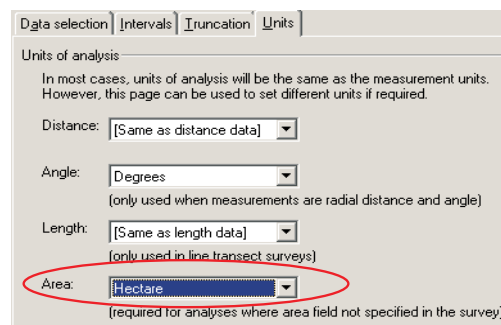 Data selection Intervals Truncation Units
Units of analysis
In most cases, units of analysis will be the same as the measurement units.
However, this page can be used to set different units if required.
Distance: [Same as distance data]
Angle: Degrees
(only used when measurements are radial distance and angle)
Length: [Same as length data]
(only used in line transect surveys)
Area: Hectare
(required for analyses where area field not specified in the survey)